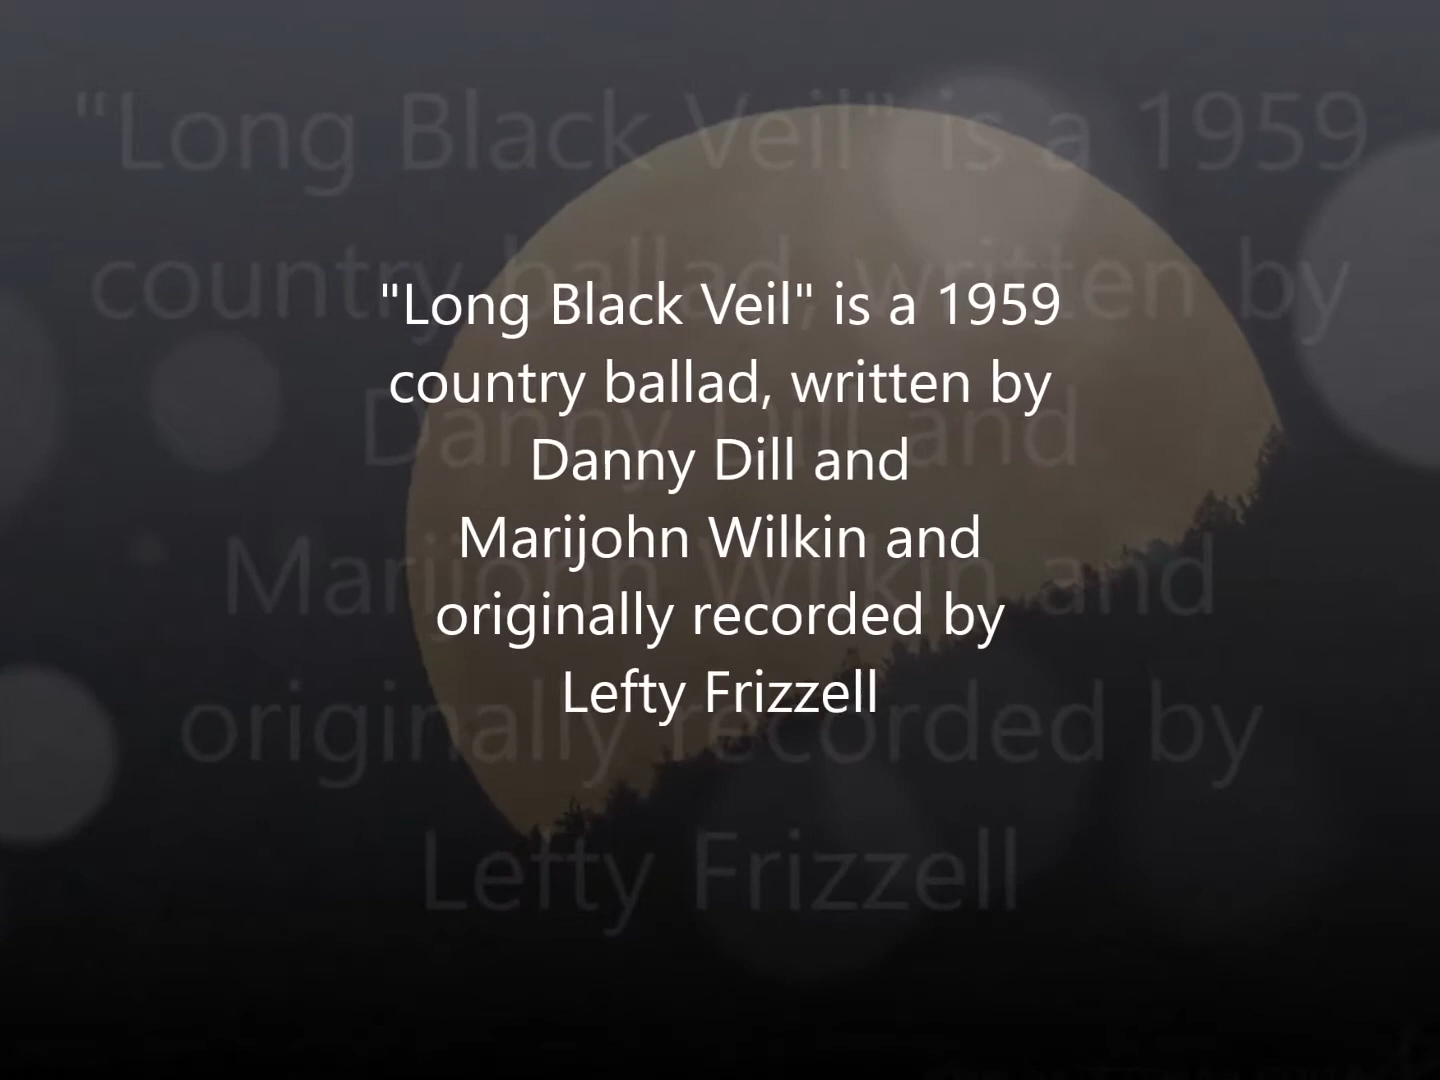 "Long Black Veil" is a 1959
country ballad, written by
Danny Dill and
Marijohn Wilkin and
originally recorded by
Lefty Frizzell